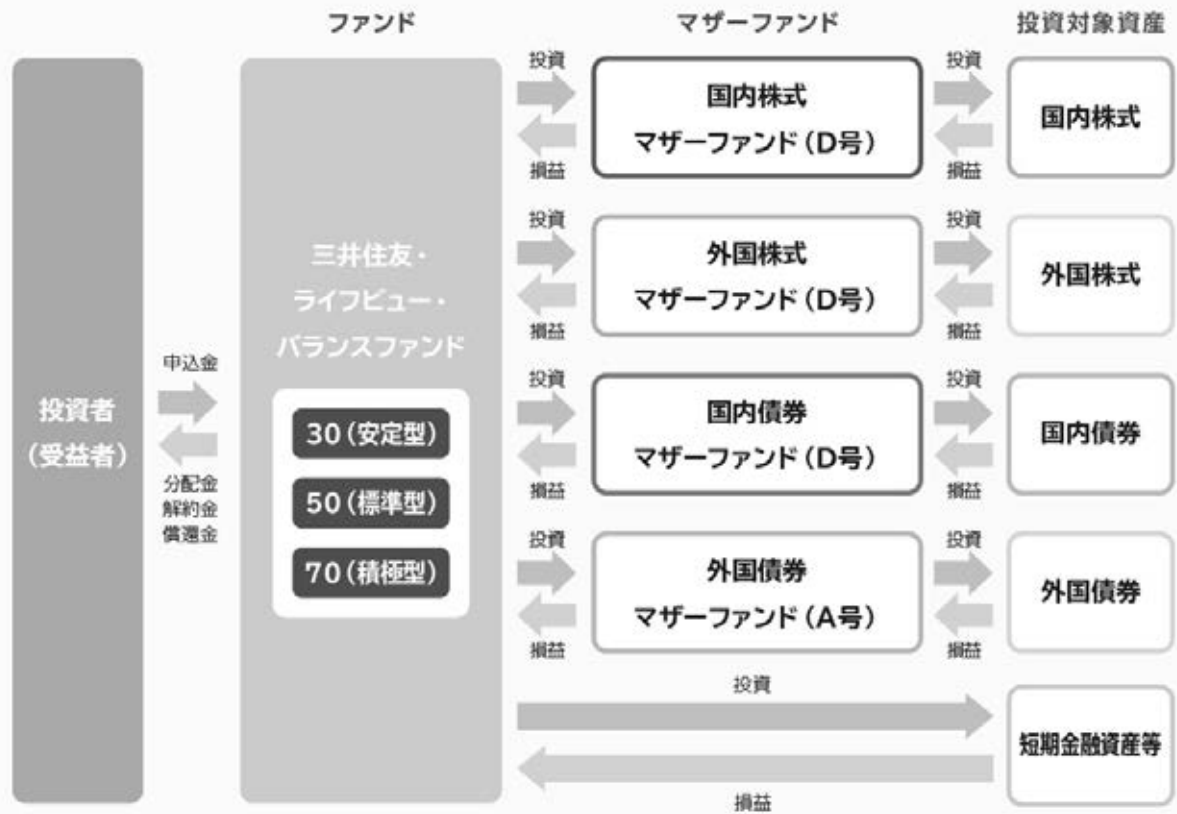 ファンド
マザーファンド
投資対象資産
投資者
(受益者)
申込金
分配金
解約金
償還金
三井住友・
ライフビュー・
バランスファンド
30(安定型)
50(標準型)
70(積極型)
投資
損益
国内株式
マザーファンド(D号)
投資
損益
国内株式
投資
損益
外国株式
マザーファンド(D号)
投資
損益
外国株式
投資
損益
国内債券
マザーファンド(D号)
投資
損益
国内債券
投資
損益
外国債券
マザーファンド(A号)
投資
損益
外国債券
投資
損益
短期金融資産等